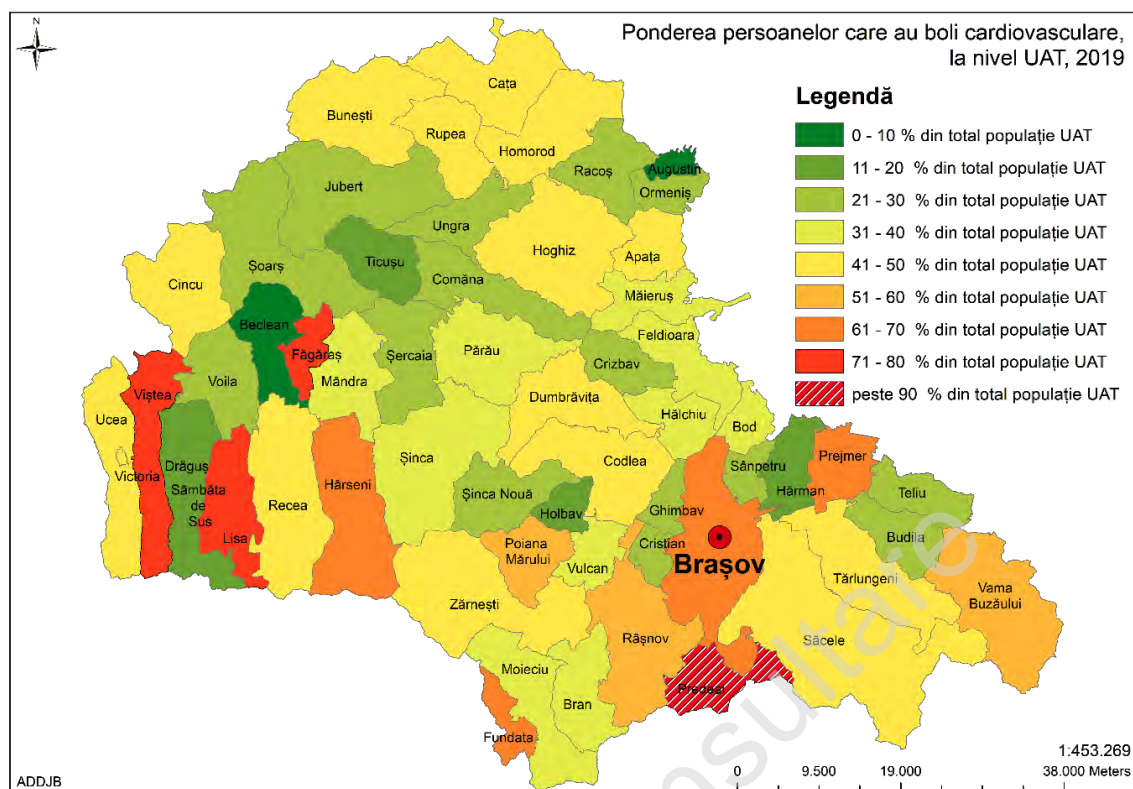 Ponderea persoanelor care au boli cardiovasculare,
la nivel UAT, 2019
N
Legendă
0 - 10 % din total populație UAT
11 - 20 % din total populație UAT
21 - 30 % din total populație UAT
31 - 40 % din total populație UAT
41 - 50 % din total populație UAT
51 - 60 % din total populație UAT
61 - 70 % din total populație UAT
71 - 80 % din total populație UAT
peste 90 % din total populație UAT
Cața
Bunești
Rupea
Homorod
Racoș
Augustin
Ormeniș
Jubert
Ungra
Hoghiz
Apața
Ticușu
Șoarș
Comăna
Cincu
Măieruș
Beclean
Feldioara
Făgăraș
Șercaia
Părău
Crizbav
Voila
Mândra
Viștea
Dumbrăvița
Ucea
Hălchiu
Bod
Șinca
Codlea
Prejmer
Drăguș
Sânpetru
Victoria
Sâmbăta
de
Sus
Hârseni
Hărman
Teliu
Recea
Șinca Nouă
Holbav
Ghimbav
Lisa
Budila
Poiana
Mărului
Cristian
Brașov
Vulcan
Tărlungeni
Vama
Buzăului
Zărnești
Râșnov
Săcele
Moieciu
Predeal
Bran
Fundata
nsultare
1:453.269
0 9.500 19.000 38.000 Meters
ADDJB